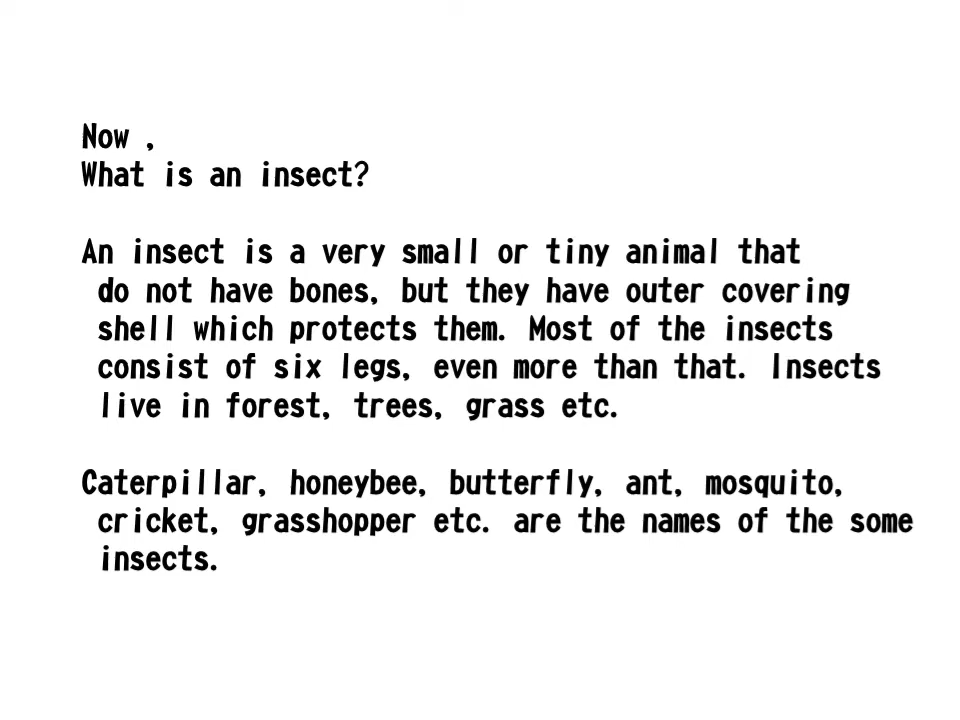 Now ,
What is an insect?
An insect is a very small or tiny animal that
do not have bones, but they have outer covering
shell which protects them. Most of the insects
consist of six legs, even more than that. Insects
live in forest, trees, grass etc.
Caterpillar, honeybee, butterfly, ant, mosquito,
cricket, grasshopper etc. are the names of the some
insects.